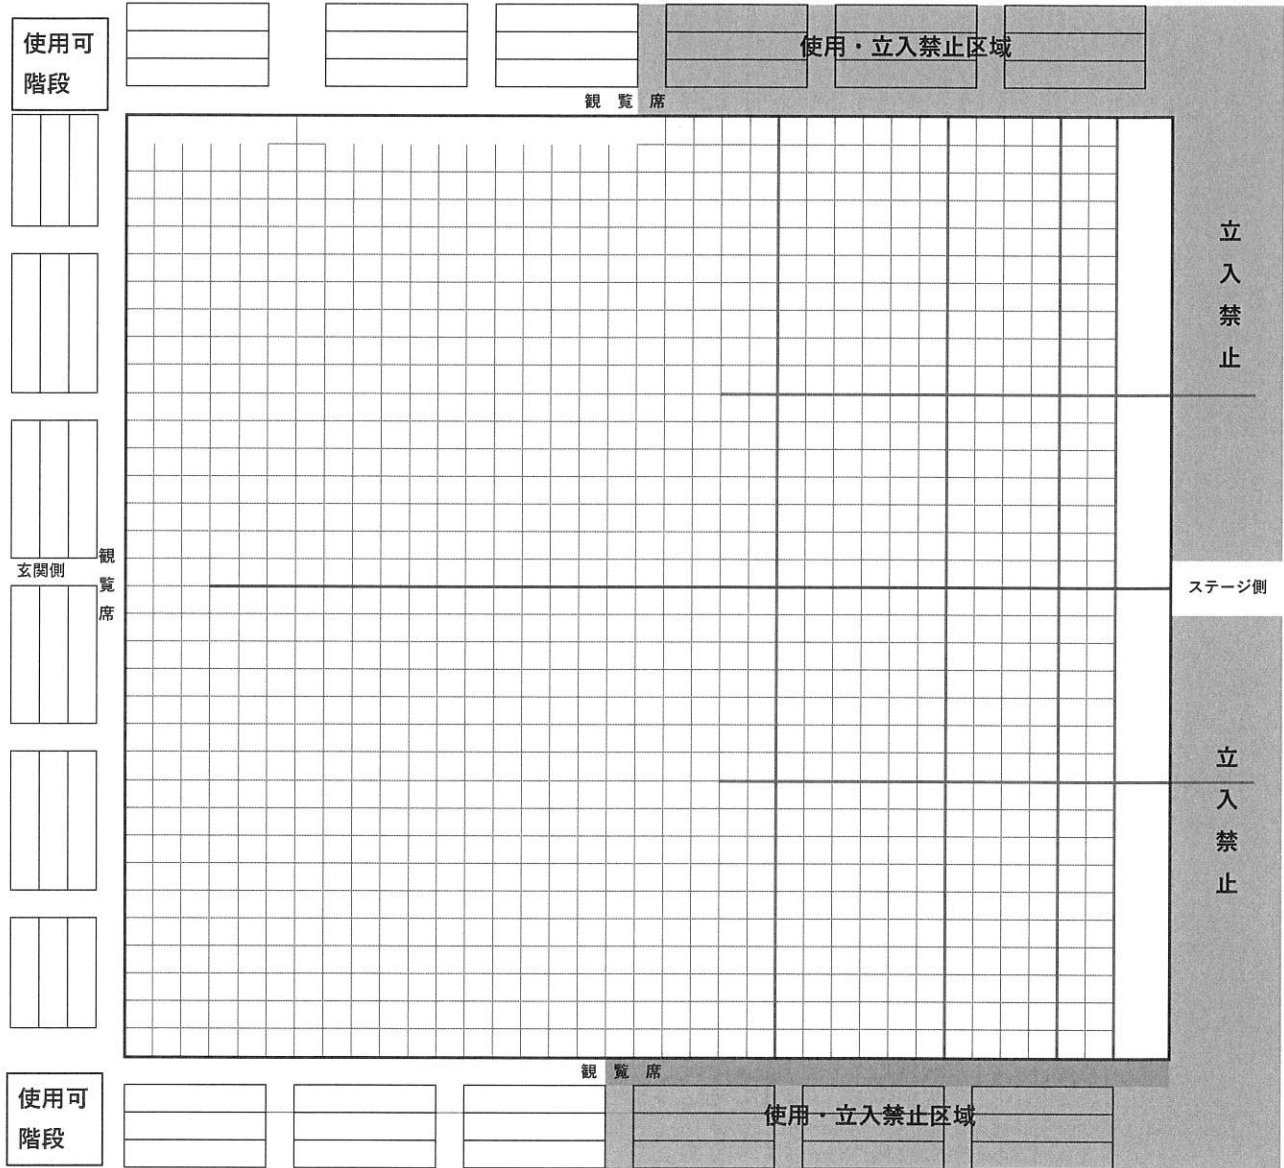 使用可
階段
使用・立入禁止区域
観覧席
立入禁止
観覧席
玄関側
ステージ側
立入禁止
観覧席
使用可
階段
使用・立入禁止区域